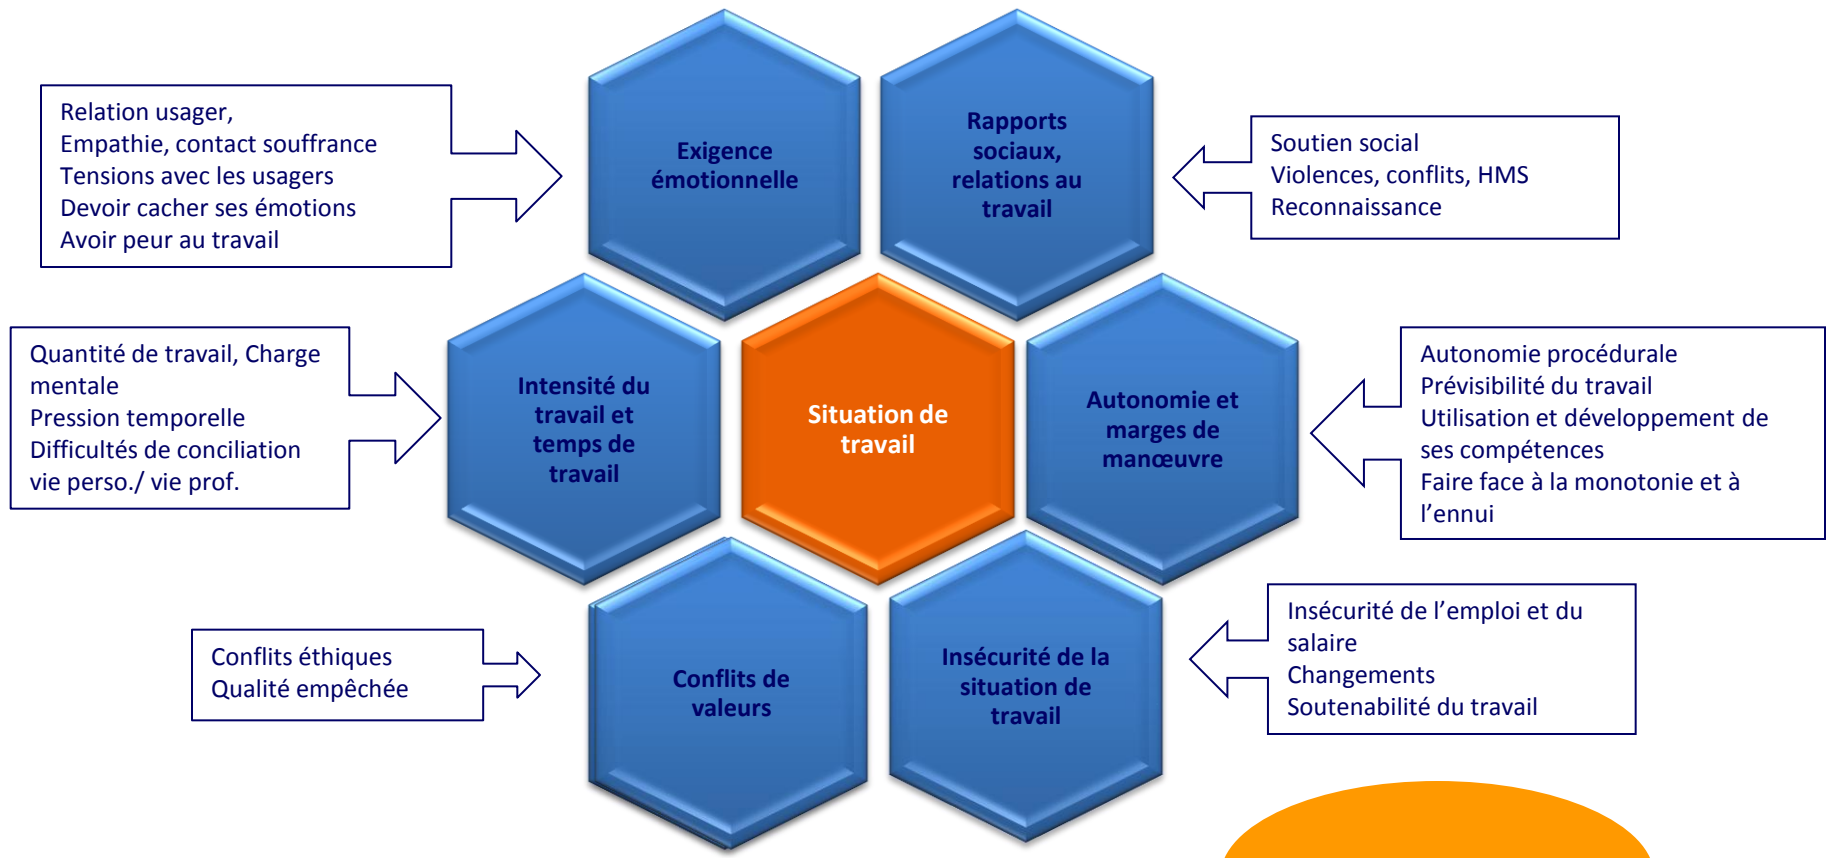 Relation usager,
Empathie, contact souffrance
Tensions avec les usagers
Devoir cacher ses émotions
Avoir peur au travail
Exigence
émotionnelle
Rapports
sociaux,
relations au
travail
Soutien social
Violences, conflits, HMS
Reconnaissance
Quantité de travail, Charge
mentale
Pression temporelle
Difficultés de conciliation
vie perso./ vie prof.
Intensité du
travail et
temps de
travail
Situation de
travail
Autonomie et
marges de
manœuvre
Autonomie procédurale
Prévisibilité du travail
Utilisation et développement de
ses compétences
Faire face à la monotonie et à
l’ennui
Conflits éthiques
Qualité empêchée
Conflits de
valeurs
Insécurité de la
situation de
travail
Insécurité de l’emploi et du
salaire
Changements
Soutenabilité du travail